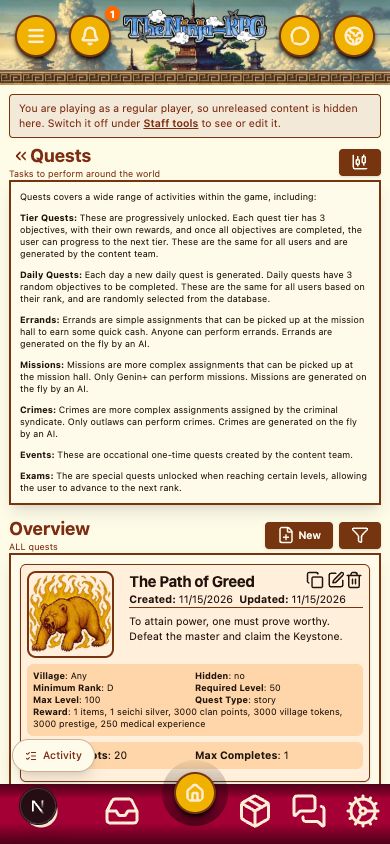 1
TheNinja-RPG
You are playing as a regular player, so unreleased content is hidden
here. Switch it off under Staff tools to see or edit it.
Quests
Tasks to perform around the world
Quests covers a wide range of activities within the game, including:
Tier Quests: These are progressively unlocked. Each quest tier has 3
objectives, with their own rewards, and once all objectives are completed, the
user can progress to the next tier. These are the same for all users and are
generated by the content team.
Daily Quests: Each day a new daily quest is generated. Daily quests have 3
random objectives to be completed. These are the same for all users based on
their rank, and are randomly selected from the database.
Errands: Errands are simple assignments that can be picked up at the mission
hall to earn some quick cash. Anyone can perform errands. Errands are
generated on the fly by an AI.
Missions: Missions are more complex assignments that can be picked up at
the mission hall. Only Genin+ can perform missions. Missions are generated on
the fly by an AI.
Crimes: Crimes are more complex assignments assigned by the criminal
syndicate. Only outlaws can perform crimes. Crimes are generated on the fly
by an AI.
Events: These are occational one-time quests created by the content team.
Exams: The are special quests unlocked when reaching certain levels, allowing
the user to advance to the next rank.
Overview
ALL quests
New
The Path of Greed
Created: 11/15/2026 Updated: 11/15/2026
To attain power, one must prove worthy.
Defeat the master and claim the Keystone.
Village: Any
Hidden: no
Minimum Rank: D
Required Level: 50
Max Level: 100
Quest Type: story
Reward: 1 items, 1 seichi silver, 3000 clan points, 3000 village tokens,
3000 prestige, 250 medical experience
Activity
pts: 20
Max Completes: 1
N